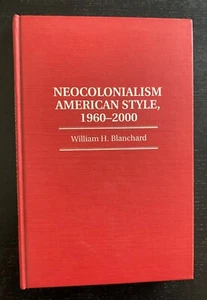 NEOCOLONIALISM
AMERICAN STYLE,
1960–2000
William H. Blanchard